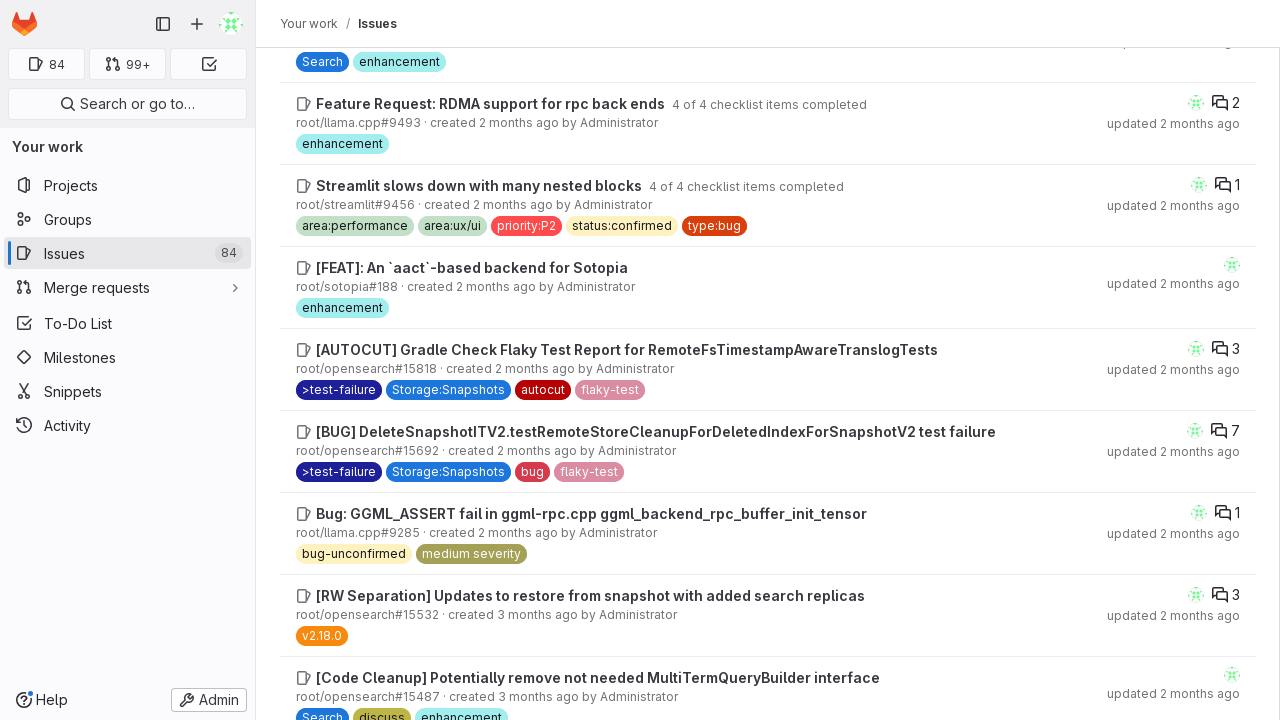 Your work / Issues
84
99+
Search or go to…
Your work
Projects
Groups
Issues 84
Merge requests
To-Do List
Milestones
Snippets
Activity
Help
Admin
Search enhancement
Feature Request: RDMA support for rpc back ends 4 of 4 checklist items completed 2
root/llama.cpp#9493 · created 2 months ago by Administrator updated 2 months ago
enhancement
Streamlit slows down with many nested blocks 4 of 4 checklist items completed 1
root/streamlit#9456 · created 2 months ago by Administrator updated 2 months ago
area:performance area:ux/ui priority:P2 status:confirmed type:bug
[FEAT]: An `aact`-based backend for Sotopia
root/sotopia#188 · created 2 months ago by Administrator updated 2 months ago
enhancement
[AUTOCUT] Gradle Check Flaky Test Report for RemoteFsTimestampAwareTranslogTests 3
root/opensearch#15818 · created 2 months ago by Administrator updated 2 months ago
>test-failure Storage:Snapshots autocut flaky-test
[BUG] DeleteSnapshotITV2.testRemoteStoreCleanupForDeletedIndexForSnapshotV2 test failure 7
root/opensearch#15692 · created 2 months ago by Administrator updated 2 months ago
>test-failure Storage:Snapshots bug flaky-test
Bug: GGML_ASSERT fail in ggml-rpc.cpp ggml_backend_rpc_buffer_init_tensor 1
root/llama.cpp#9285 · created 2 months ago by Administrator updated 2 months ago
bug-unconfirmed medium severity
[RW Separation] Updates to restore from snapshot with added search replicas 3
root/opensearch#15532 · created 3 months ago by Administrator updated 2 months ago
v2.18.0
[Code Cleanup] Potentially remove not needed MultiTermQueryBuilder interface
root/opensearch#15487 · created 3 months ago by Administrator updated 2 months ago
Search discuss enhancement